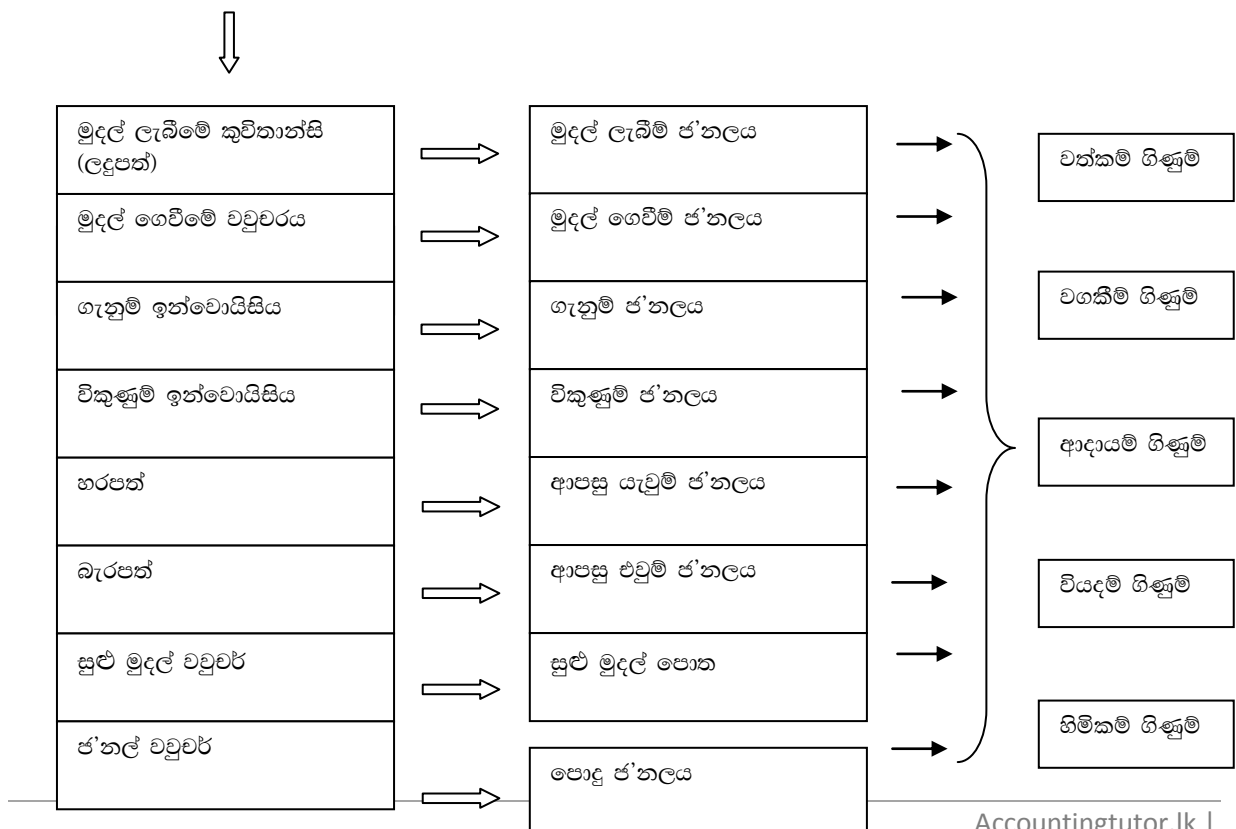 මුදල් ලැබීමේ කුවිතාන්සි
(ලදුපත්)
මුදල් ගෙවීමේ වවුචරය
ගැනුම් ඉන්වොයිසිය
විකුණුම් ඉන්වොයිසිය
හරපත්
බැරපත්
සුළු මුදල් වවුචර්
ජ'නල් වවුචර්
මුදල් ලැබීම් ජ'නලය
මුදල් ගෙවීම් ජ'නලය
ගැනුම් ජ'නලය
විකුණුම් ජ'නලය
ආපසු යැවුම් ජ'නලය
ආපසු එවුම් ජ'නලය
සුළු මුදල් පොත
පොදු ජ'නලය
වත්කම් ගිණුම්
වගකීම් ගිණුම්
ආදායම් ගිණුම්
වියදම් ගිණුම්
හිමිකම් ගිණුම්
Accountingtutor.lk |